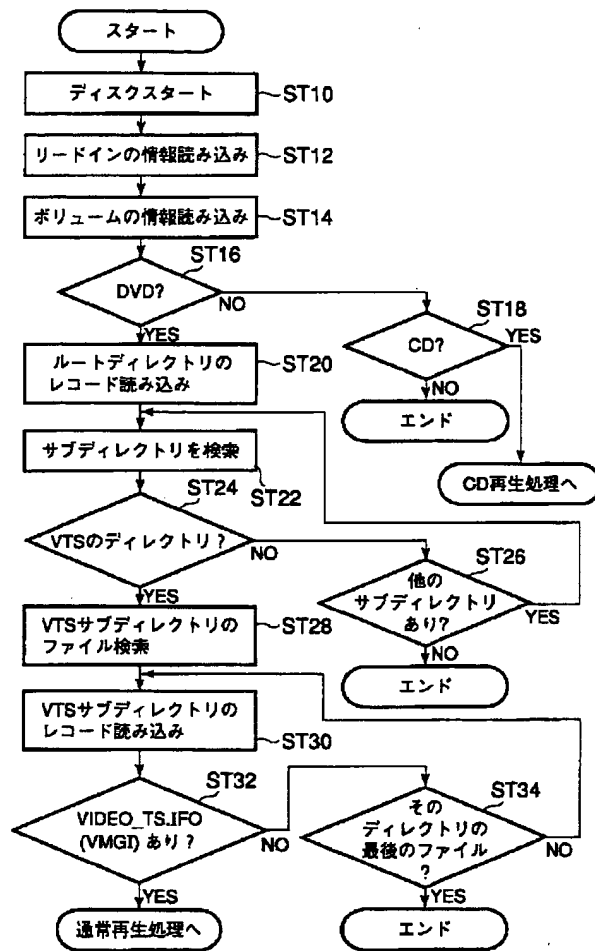 スタート
ディスクスタート
ST10
リードインの情報読み込み
ST12
ボリュームの情報読み込み
ST14
ST16
DVD?
NO
YES
ST18
CD?
YES
NO
エンド
CD再生処理へ
ルートディレクトリの
レコード読み込み
ST20
サブディレクトリを検索
ST22
ST24
VTSのディレクトリ?
NO
YES
ST26
他の
サブディレクトリ
あり?
YES
NO
エンド
VTSサブディレクトリの
ファイル検索
ST28
VTSサブディレクトリの
レコード読み込み
ST30
ST32
VIDEO_TS.IFO
(VMGI) あり?
NO
YES
通常再生処理へ
ST34
その
ディレクトリの
最後のファイル
?
NO
YES
エンド